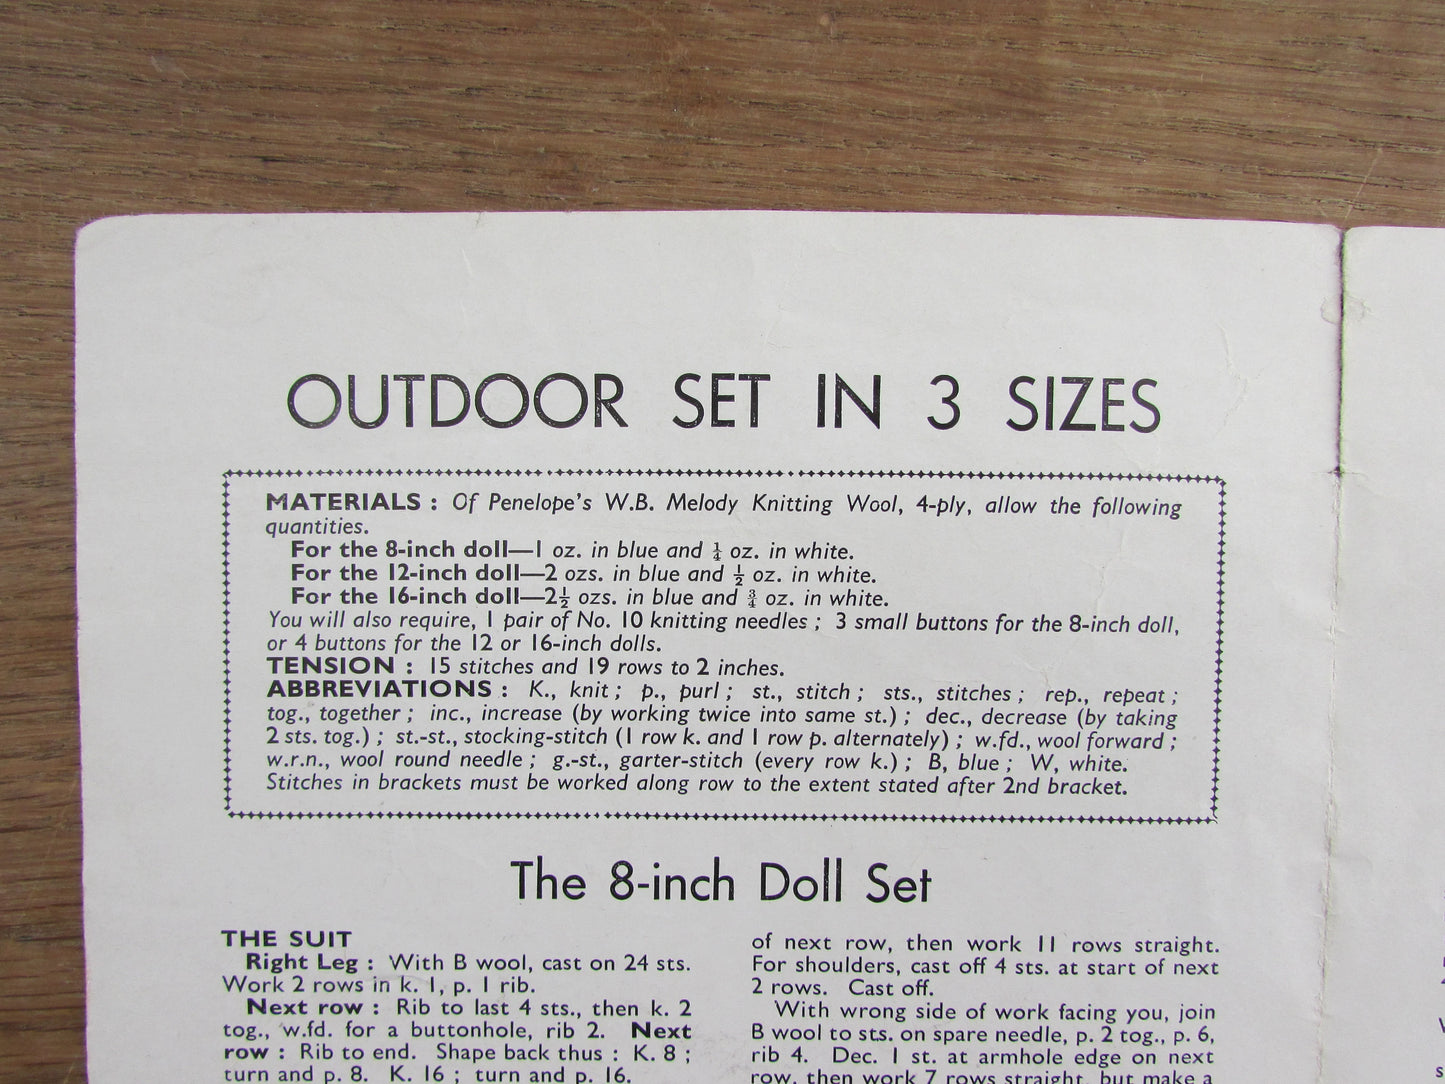 OUTDOOR SET IN 3 SIZES
MATERIALS : Of Penelope's W.B. Melody Knitting Wool, 4-ply, allow the following
quantities.
For the 8-inch doll—1 oz. in blue and ¼ oz. in white.
For the 12-inch doll—2 ozs. in blue and ½ oz. in white.
For the 16-inch doll—2½ ozs. in blue and ¾ oz. in white.
You will also require, 1 pair of No. 10 knitting needles ; 3 small buttons for the 8-inch doll,
or 4 buttons for the 12 or 16-inch dolls.
TENSION : 15 stitches and 19 rows to 2 inches.
ABBREVIATIONS : K., knit ; p., purl ; st., stitch ; sts., stitches ; rep., repeat ;
tog., together ; inc., increase (by working twice into same st.) ; dec., decrease (by taking
2 sts. tog.) ; st.-st., stocking-stitch (1 row k. and 1 row p. alternately) ; w.fd., wool forward ;
w.r.n., wool round needle ; g.-st., garter-stitch (every row k.) ; B, blue ; W, white.
Stitches in brackets must be worked along row to the extent stated after 2nd bracket.
The 8-inch Doll Set
THE SUIT
Right Leg : With B wool, cast on 24 sts.
Work 2 rows in k. 1, p. 1 rib.
Next row : Rib to last 4 sts., then k. 2
tog., w.fd. for a buttonhole, rib 2. Next
row : Rib to end. Shape back thus : K. 8 ;
turn and p. 8. K. 16 ; turn and p. 16.
of next row, then work 11 rows straight.
For shoulders, cast off 4 sts. at start of next
2 rows. Cast off.
With wrong side of work facing you, join
B wool to sts. on spare needle, p. 2 tog., p. 6,
rib 4. Dec. 1 st. at armhole edge on next
row, then work 7 rows straight, but make a